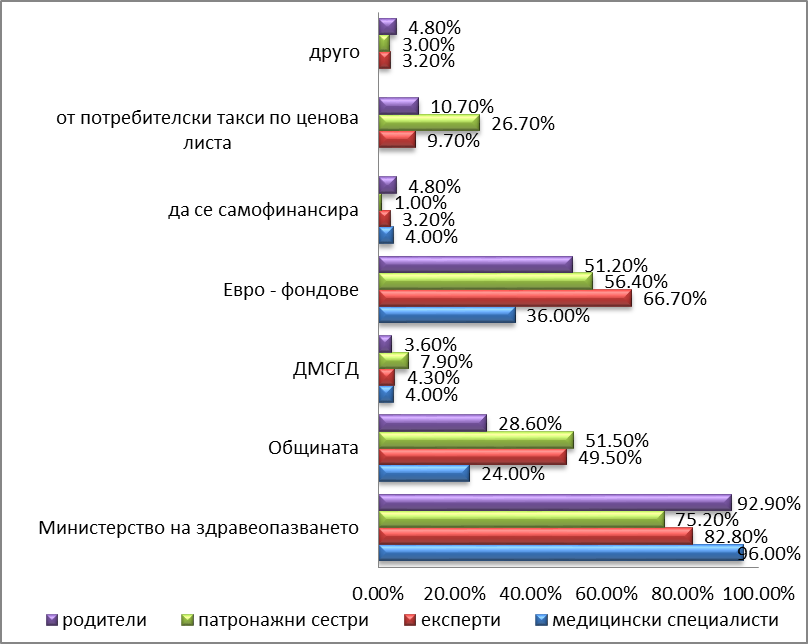 друго
4.80%
3.00%
3.20%
от потребителски такси по ценова
листа
10.70%
26.70%
9.70%
да се самофинансира
4.80%
1.00%
3.20%
4.00%
Евро - фондове
51.20%
56.40%
66.70%
36.00%
ДМСГД
3.60%
7.90%
4.30%
4.00%
Общината
28.60%
51.50%
49.50%
24.00%
Министерство на здравеопазването
92.90%
75.20%
82.80%
96.00%
0.00% 20.00% 40.00% 60.00% 80.00% 100.00%
родители патронажни сестри експерти медицински специалисти